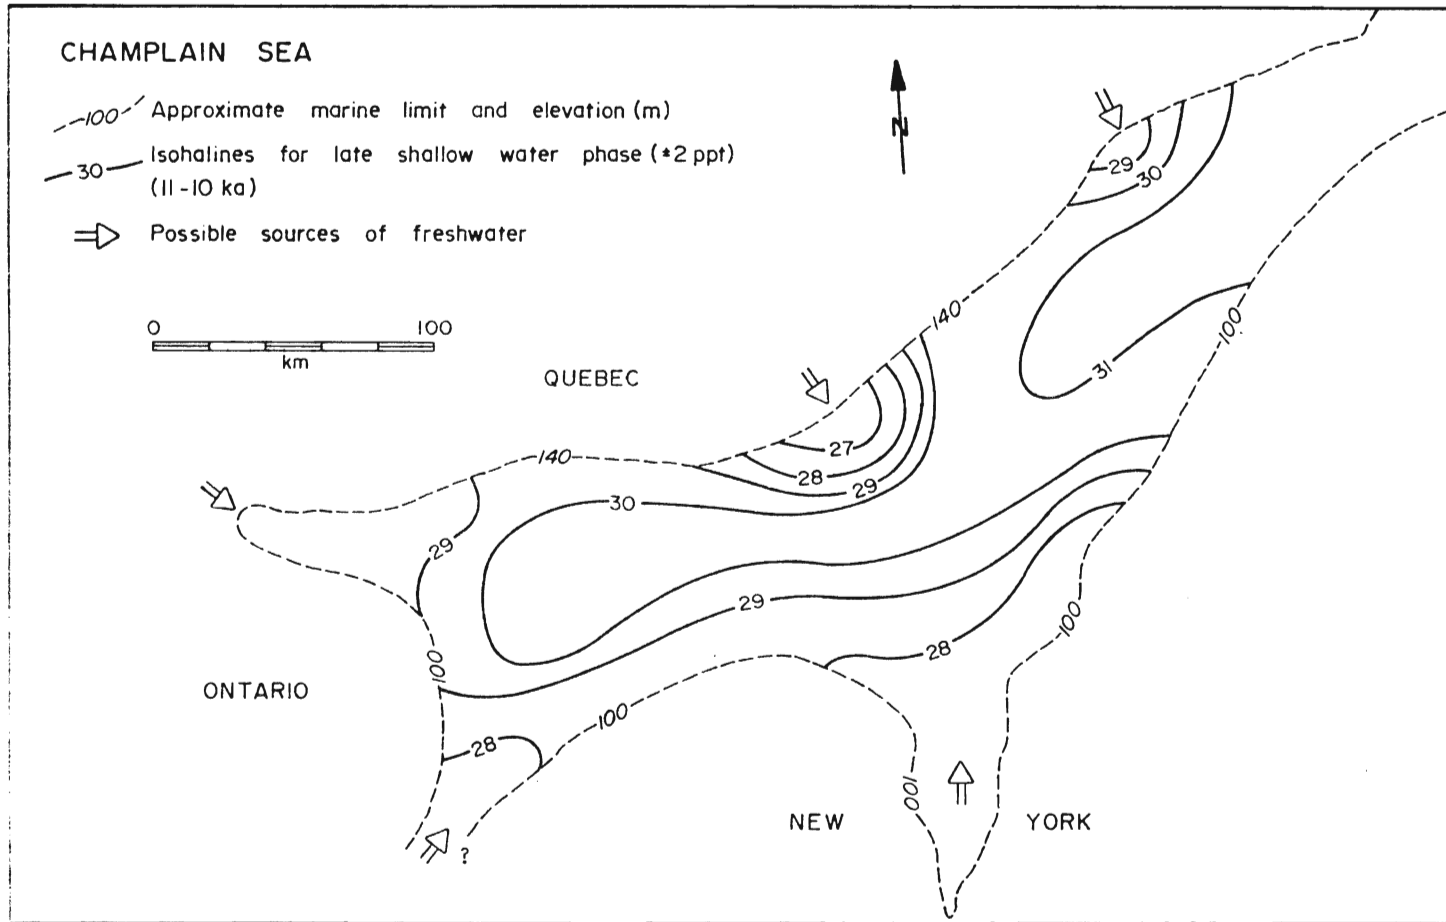 CHAMPLAIN SEA
100 Approximate marine limit and elevation (m)
30 Isohalines for late shallow water phase (±2 ppt)
(11-10 ka)
Possible sources of freshwater
0 100
km
N
QUEBEC
ONTARIO
NEW YORK
29
30
140
100
31
27
28
29
140
30
29
29
28
100
100
100
28
100
?